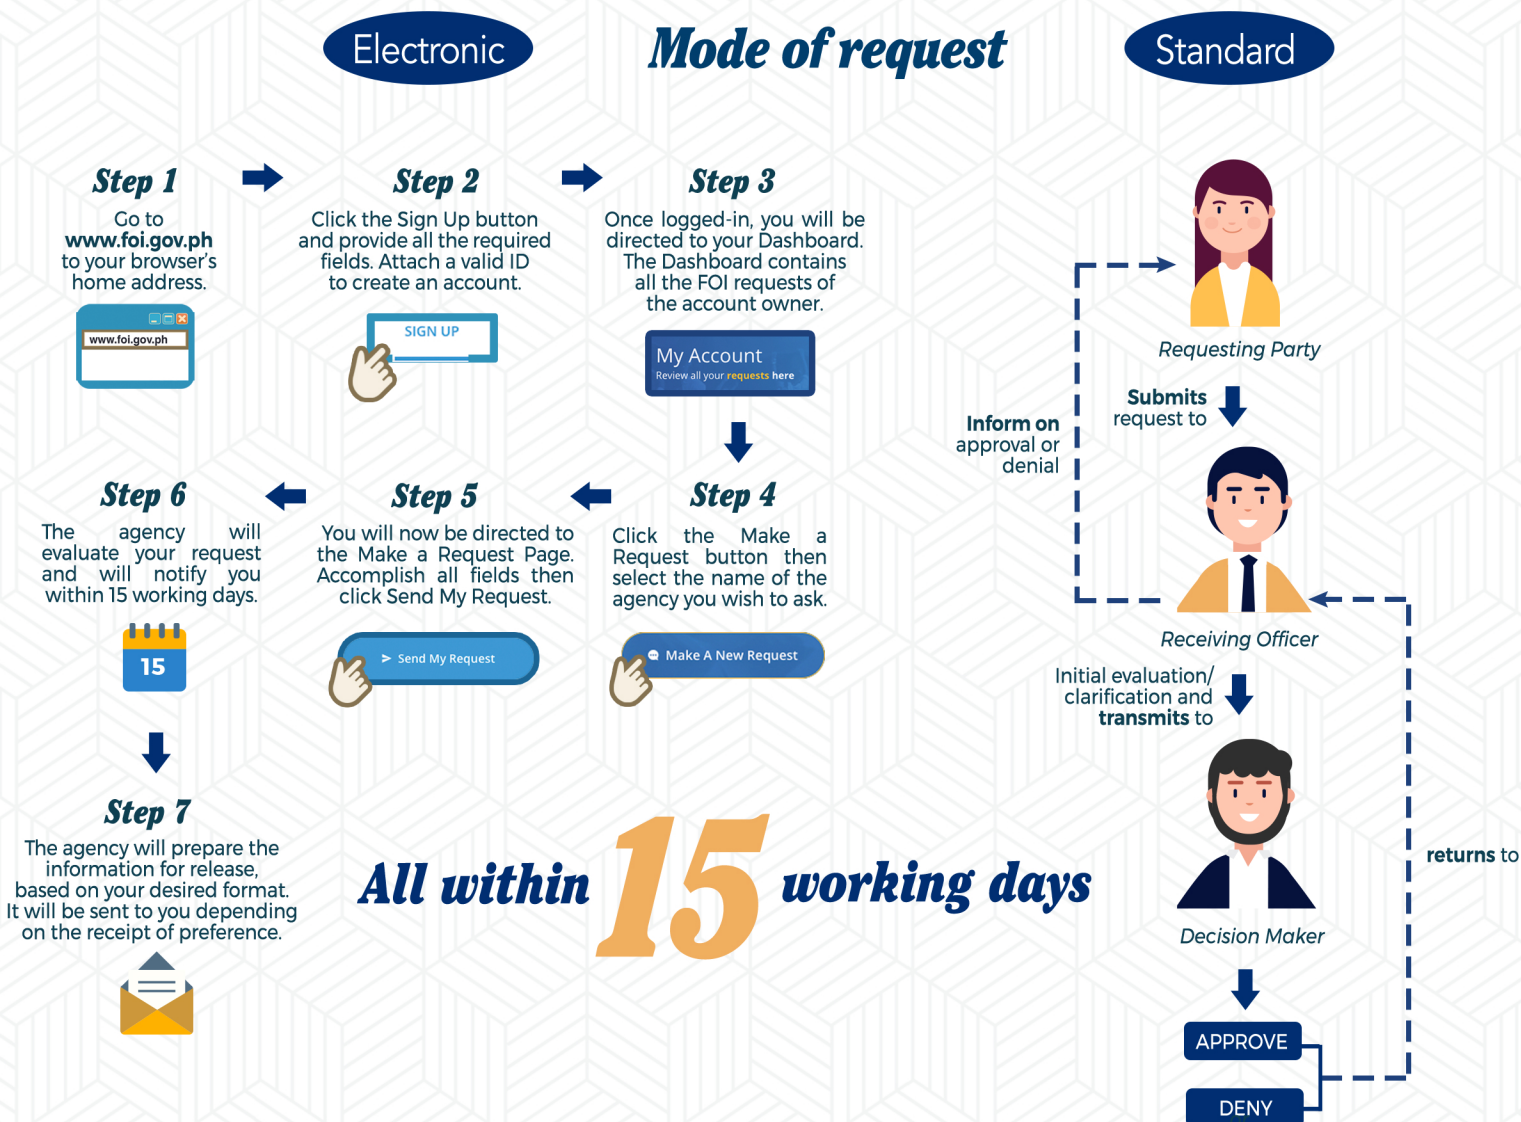 Electronic
Mode of request
Standard
Step 1
Go to
www.foi.gov.ph
to your browser's
home address.
www.foi.gov.ph
Step 2
Click the Sign Up button
and provide all the required
fields. Attach a valid ID
to create an account.
SIGN UP
Step 3
Once logged-in, you will be
directed to your Dashboard.
The Dashboard contains
all the FOI requests of
the account owner.
My Account
Review all your requests here
Step 4
Click the Make a
Request button then
select the name of the
agency you wish to ask.
Make A New Request
Step 5
You will now be directed to
the Make a Request Page.
Accomplish all fields then
click Send My Request.
Send My Request
Step 6
The agency will
evaluate your request
and will notify you
within 15 working days.
15
Step 7
The agency will prepare the
information for release,
based on your desired format.
It will be sent to you depending
on the receipt of preference.
All within 15 working days
Requesting Party
Submits
request to
Inform on
approval or
denial
Receiving Officer
Initial evaluation/
clarification and
transmits to
Decision Maker
returns to
APPROVE
DENY